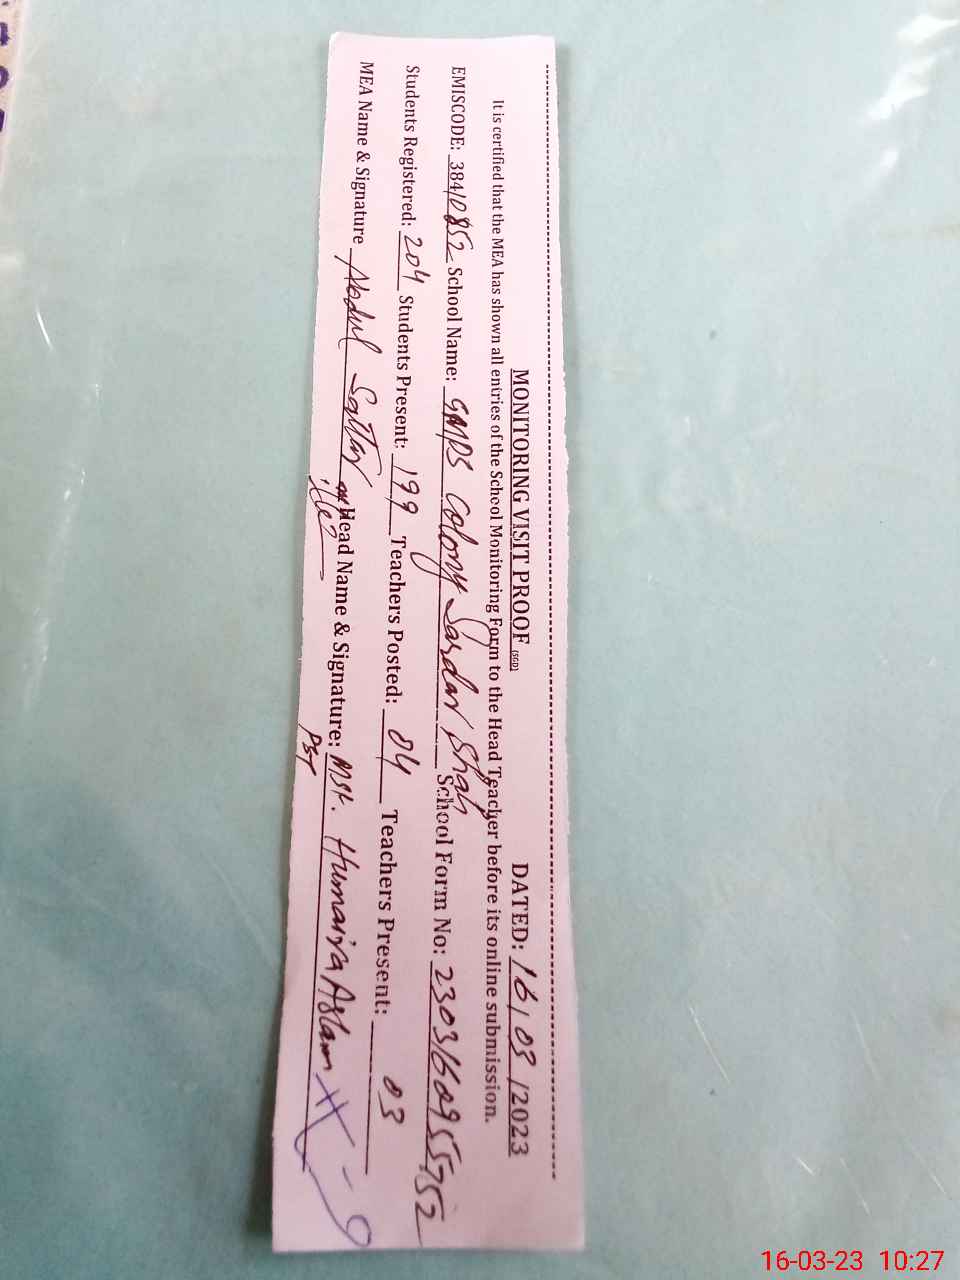 MONITORING VISIT PROOF (SGD) DATED: 16/03/2023
It is certified that the MEA has shown all entries of the School Monitoring Form to the Head Teacher before its online submission.
EMISCODE: 38410852 School Name: GMPS Colony Sardar Shah School Form No: 2303160955752
Students Registered: 204 Students Present: 199 Teachers Posted: 04 Teachers Present: 03
MEA Name & Signature Abdul Sattar Head Name & Signature: Mst. Humaira Aslam
PST
16-03-23 10:27